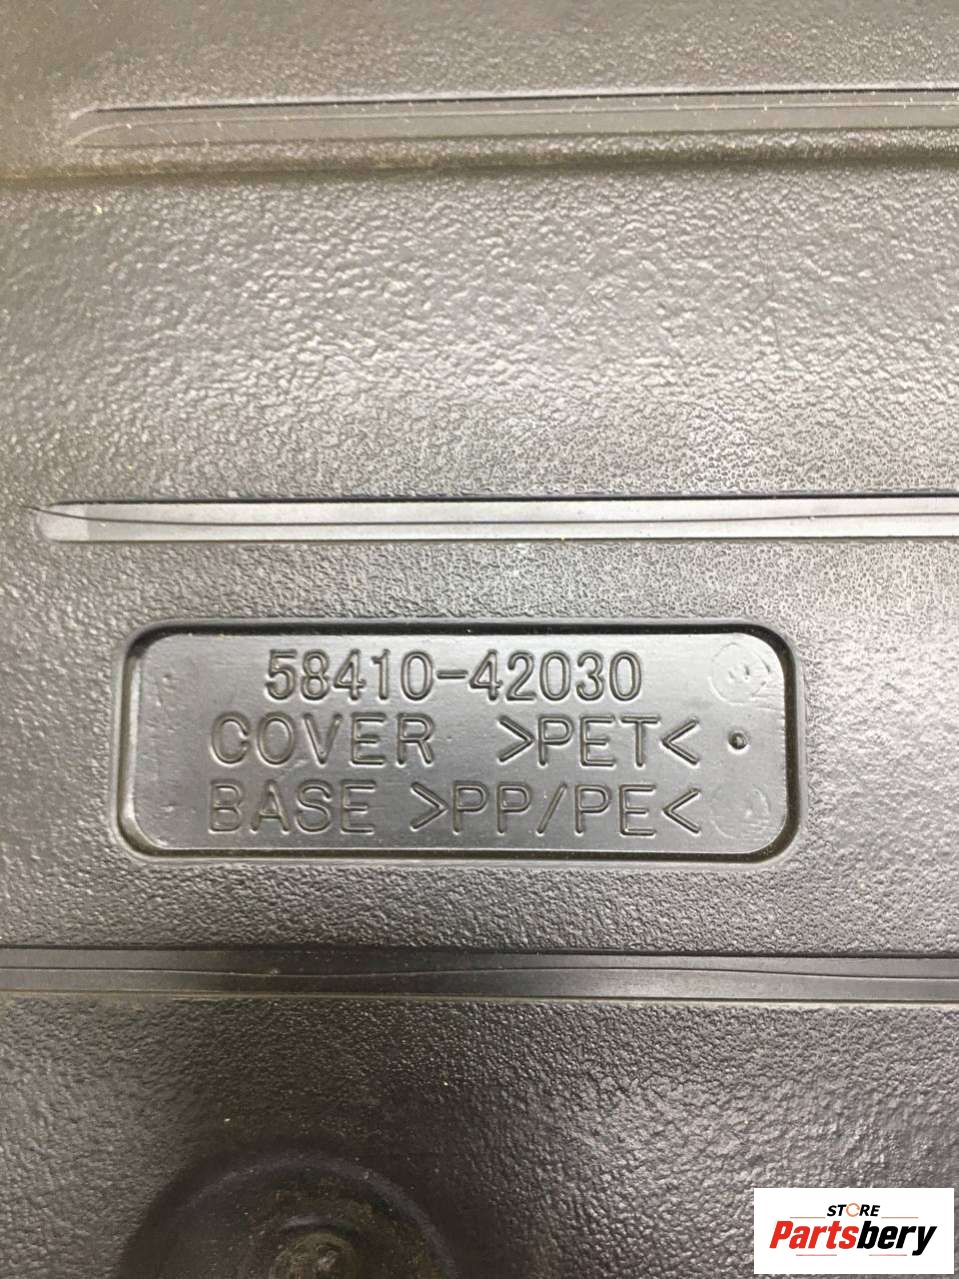 58410-42030
COVER >PET<
BASE >PP/PE<
STORE
Partsbery